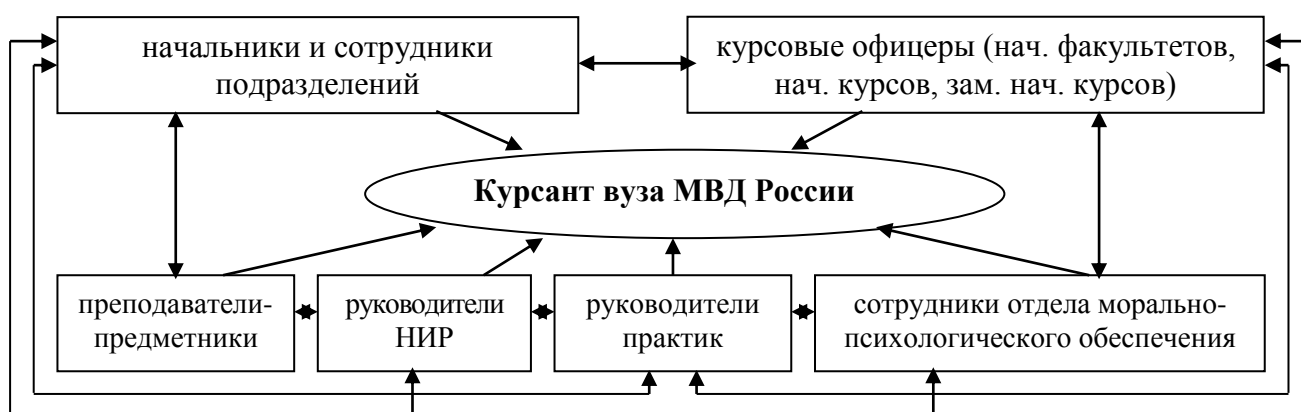 начальники и сотрудники
подразделений
курсовые офицеры (нач. факультетов,
нач. курсов, зам. нач. курсов)
Курсант вуза МВД России
преподаватели-
предметники
руководители
НИР
руководители
практик
сотрудники отдела морально-
психологического обеспечения